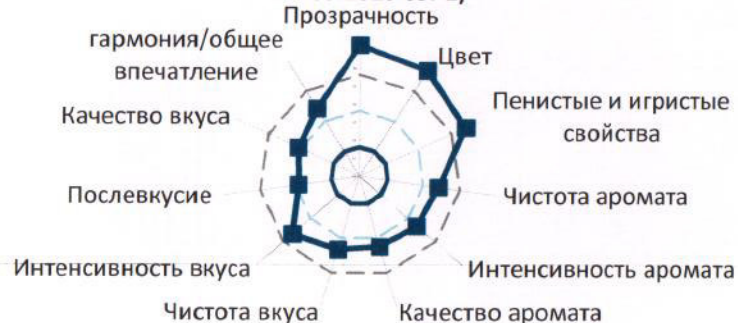 Прозрачность
гармония/общее
впечатление
Цвет
Качество вкуса
Пенистые и игристые
свойства
Послевкусие
Чистота аромата
Интенсивность вкуса
Интенсивность аромата
Чистота вкуса
Качество аромата